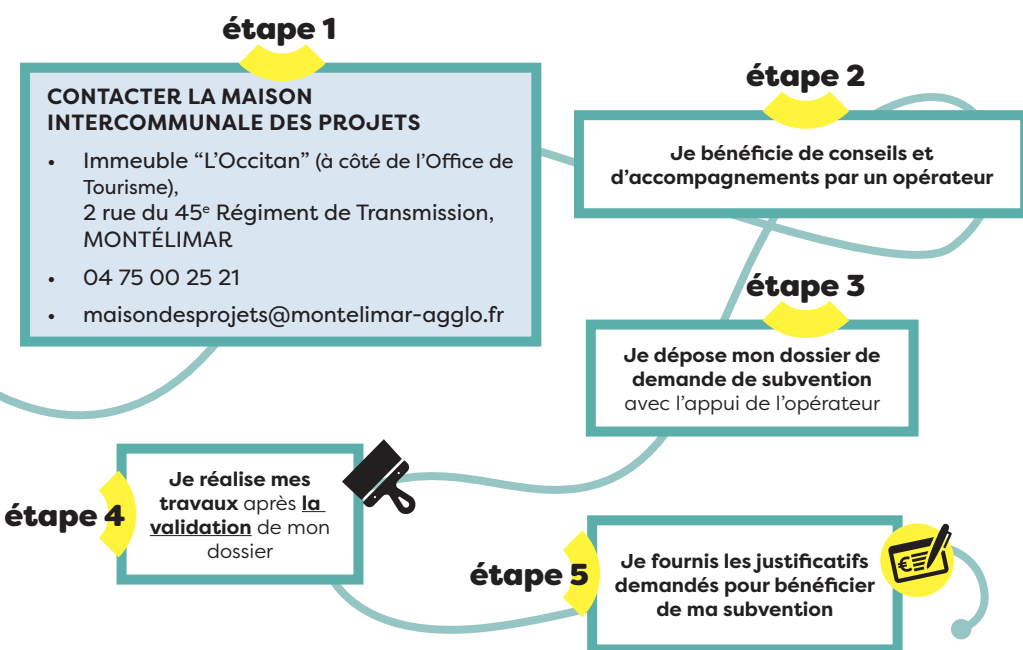 étape 1
CONTACTER LA MAISON
INTERCOMMUNALE DES PROJETS
• Immeuble “L’Occitan” (à côté de l’Office de
Tourisme),
2 rue du 45e Régiment de Transmission,
MONTÉLIMAR
• 04 75 00 25 21
• maisondesprojets@montelimar-agglo.fr
étape 2
Je bénéficie de conseils et
d’accompagnements par un opérateur
étape 3
Je dépose mon dossier de
demande de subvention
avec l’appui de l’opérateur
étape 4
Je réalise mes
travaux après la
validation de mon
dossier
étape 5
Je fournis les justificatifs
demandés pour bénéficier
de ma subvention
€